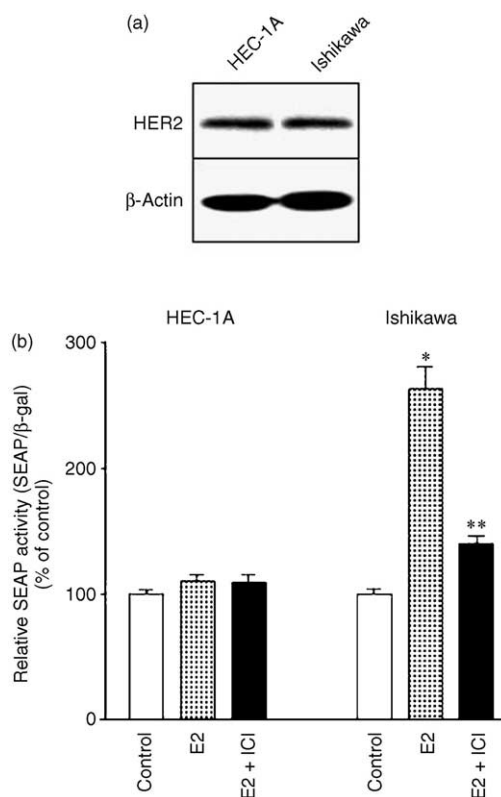 (a)
HEC-1A
Ishikawa
HER2
β-Actin
(b)
HEC-1A
Ishikawa
Relative SEAP activity (SEAP/β-gal)
(% of control)
300
200
100
0
*
**
Control
E2
E2 + ICI
Control
E2
E2 + ICI